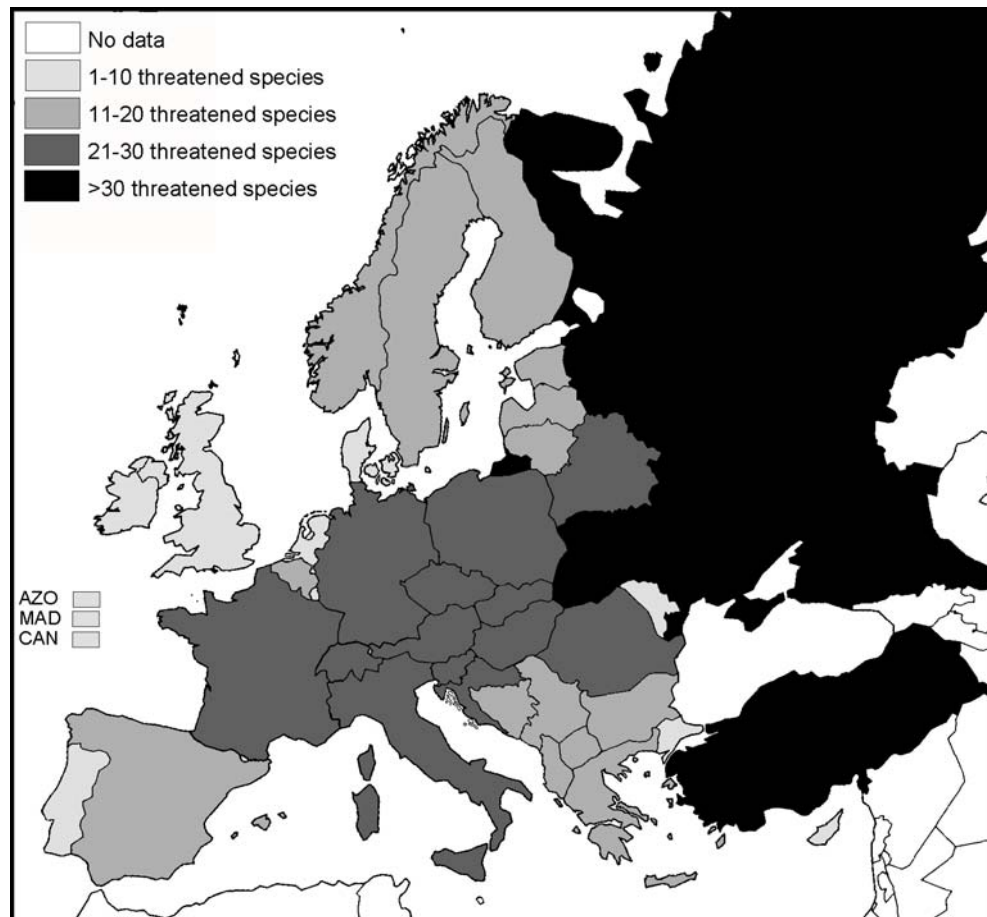 No data
1-10 threatened species
11-20 threatened species
21-30 threatened species
>30 threatened species
AZO
MAD
CAN